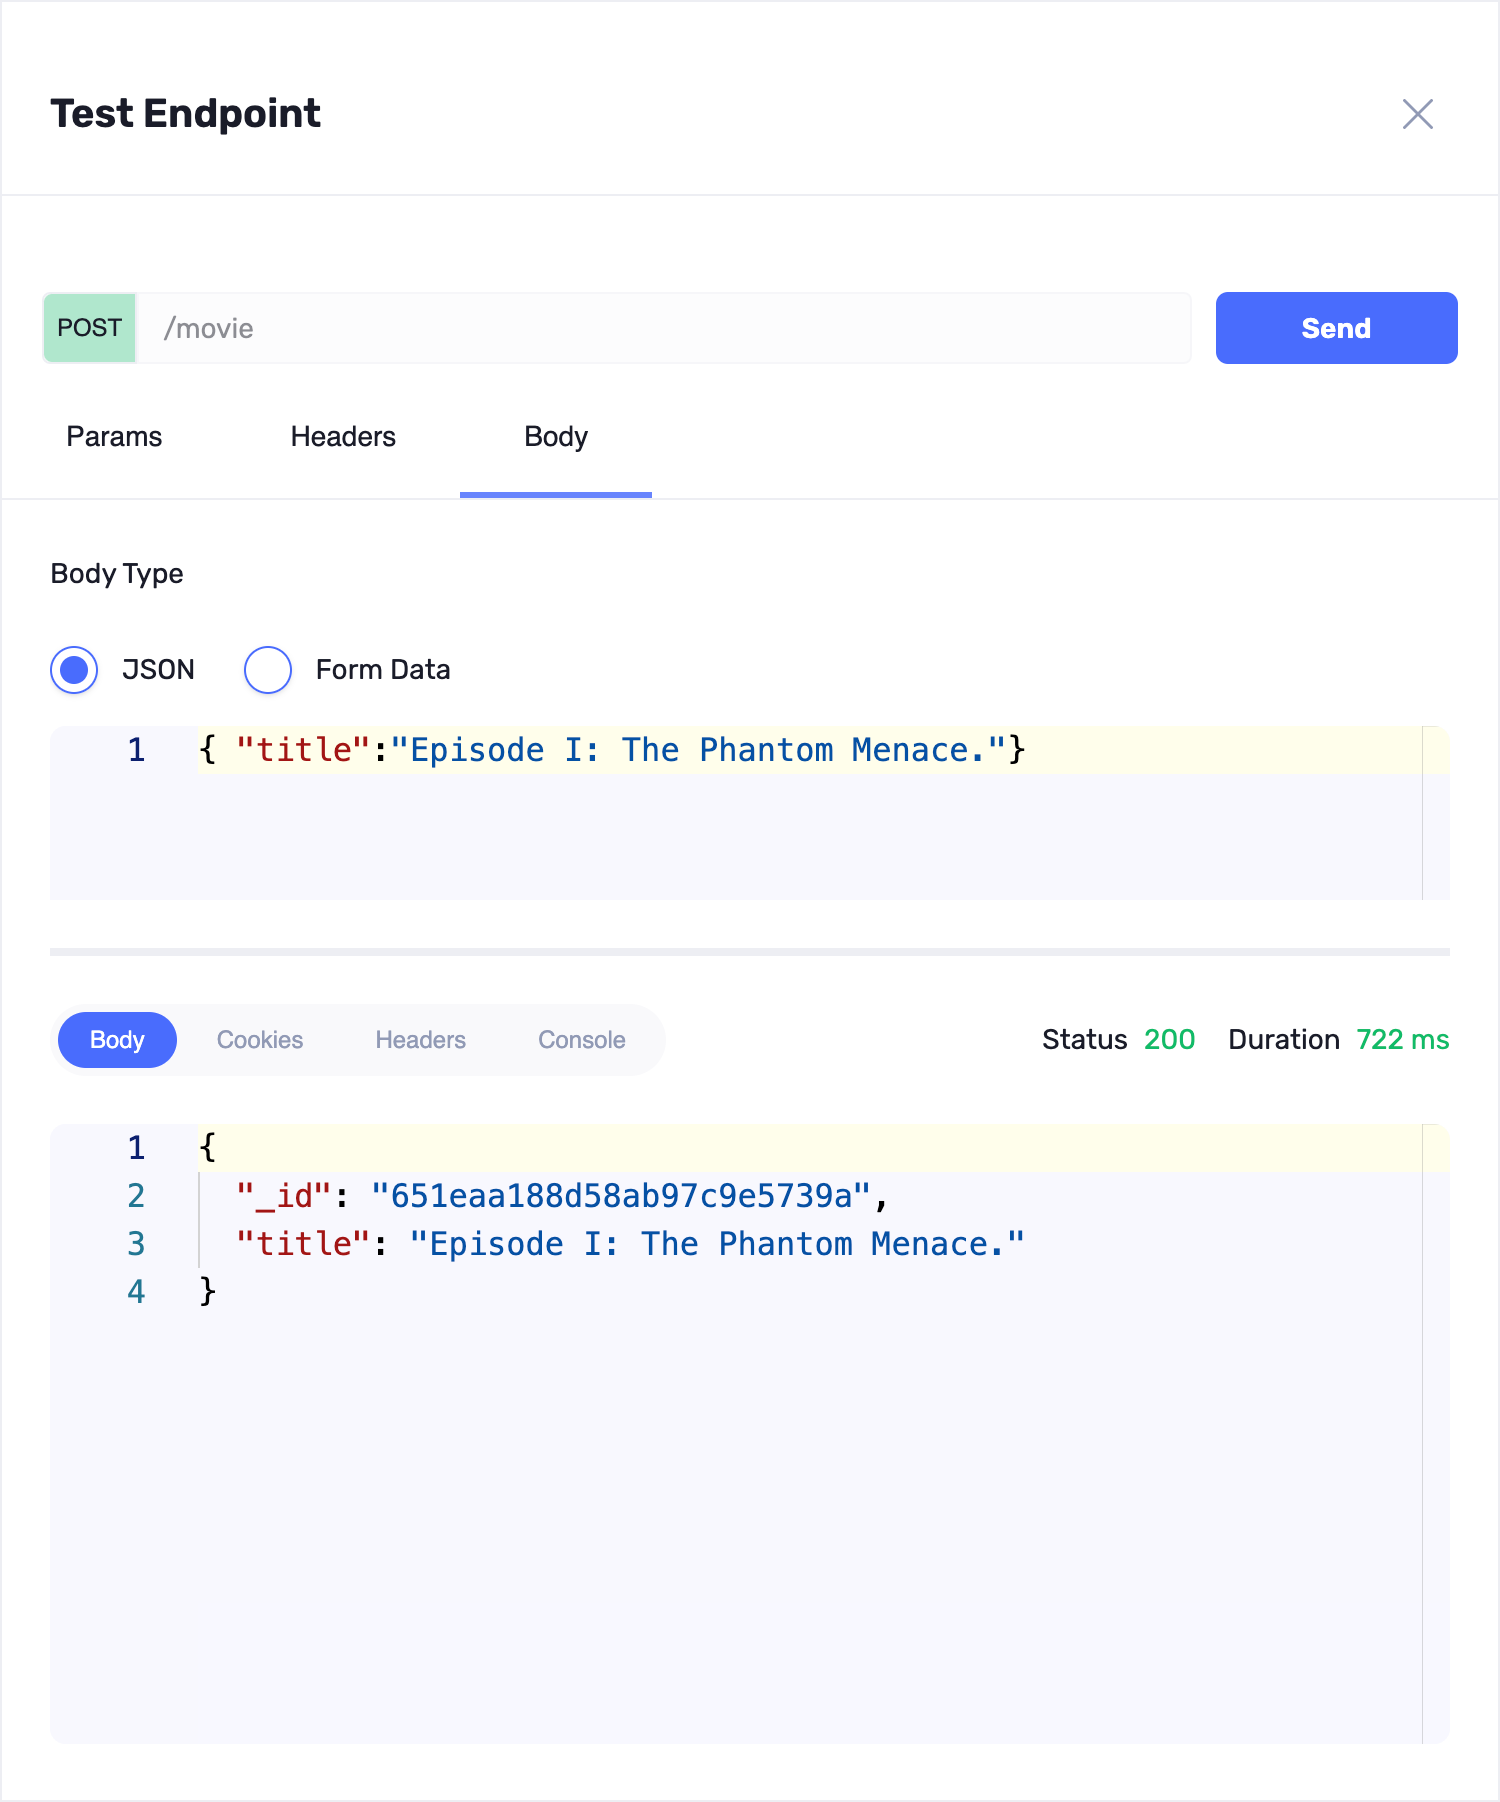 Test Endpoint
POST /movie Send
Params Headers Body
Body Type
JSON Form Data
1 { "title":"Episode I: The Phantom Menace."}
Body Cookies Headers Console Status 200 Duration 722 ms
1 {
2 "_id": "651eaa188d58ab97c9e5739a",
3 "title": "Episode I: The Phantom Menace."
4 }